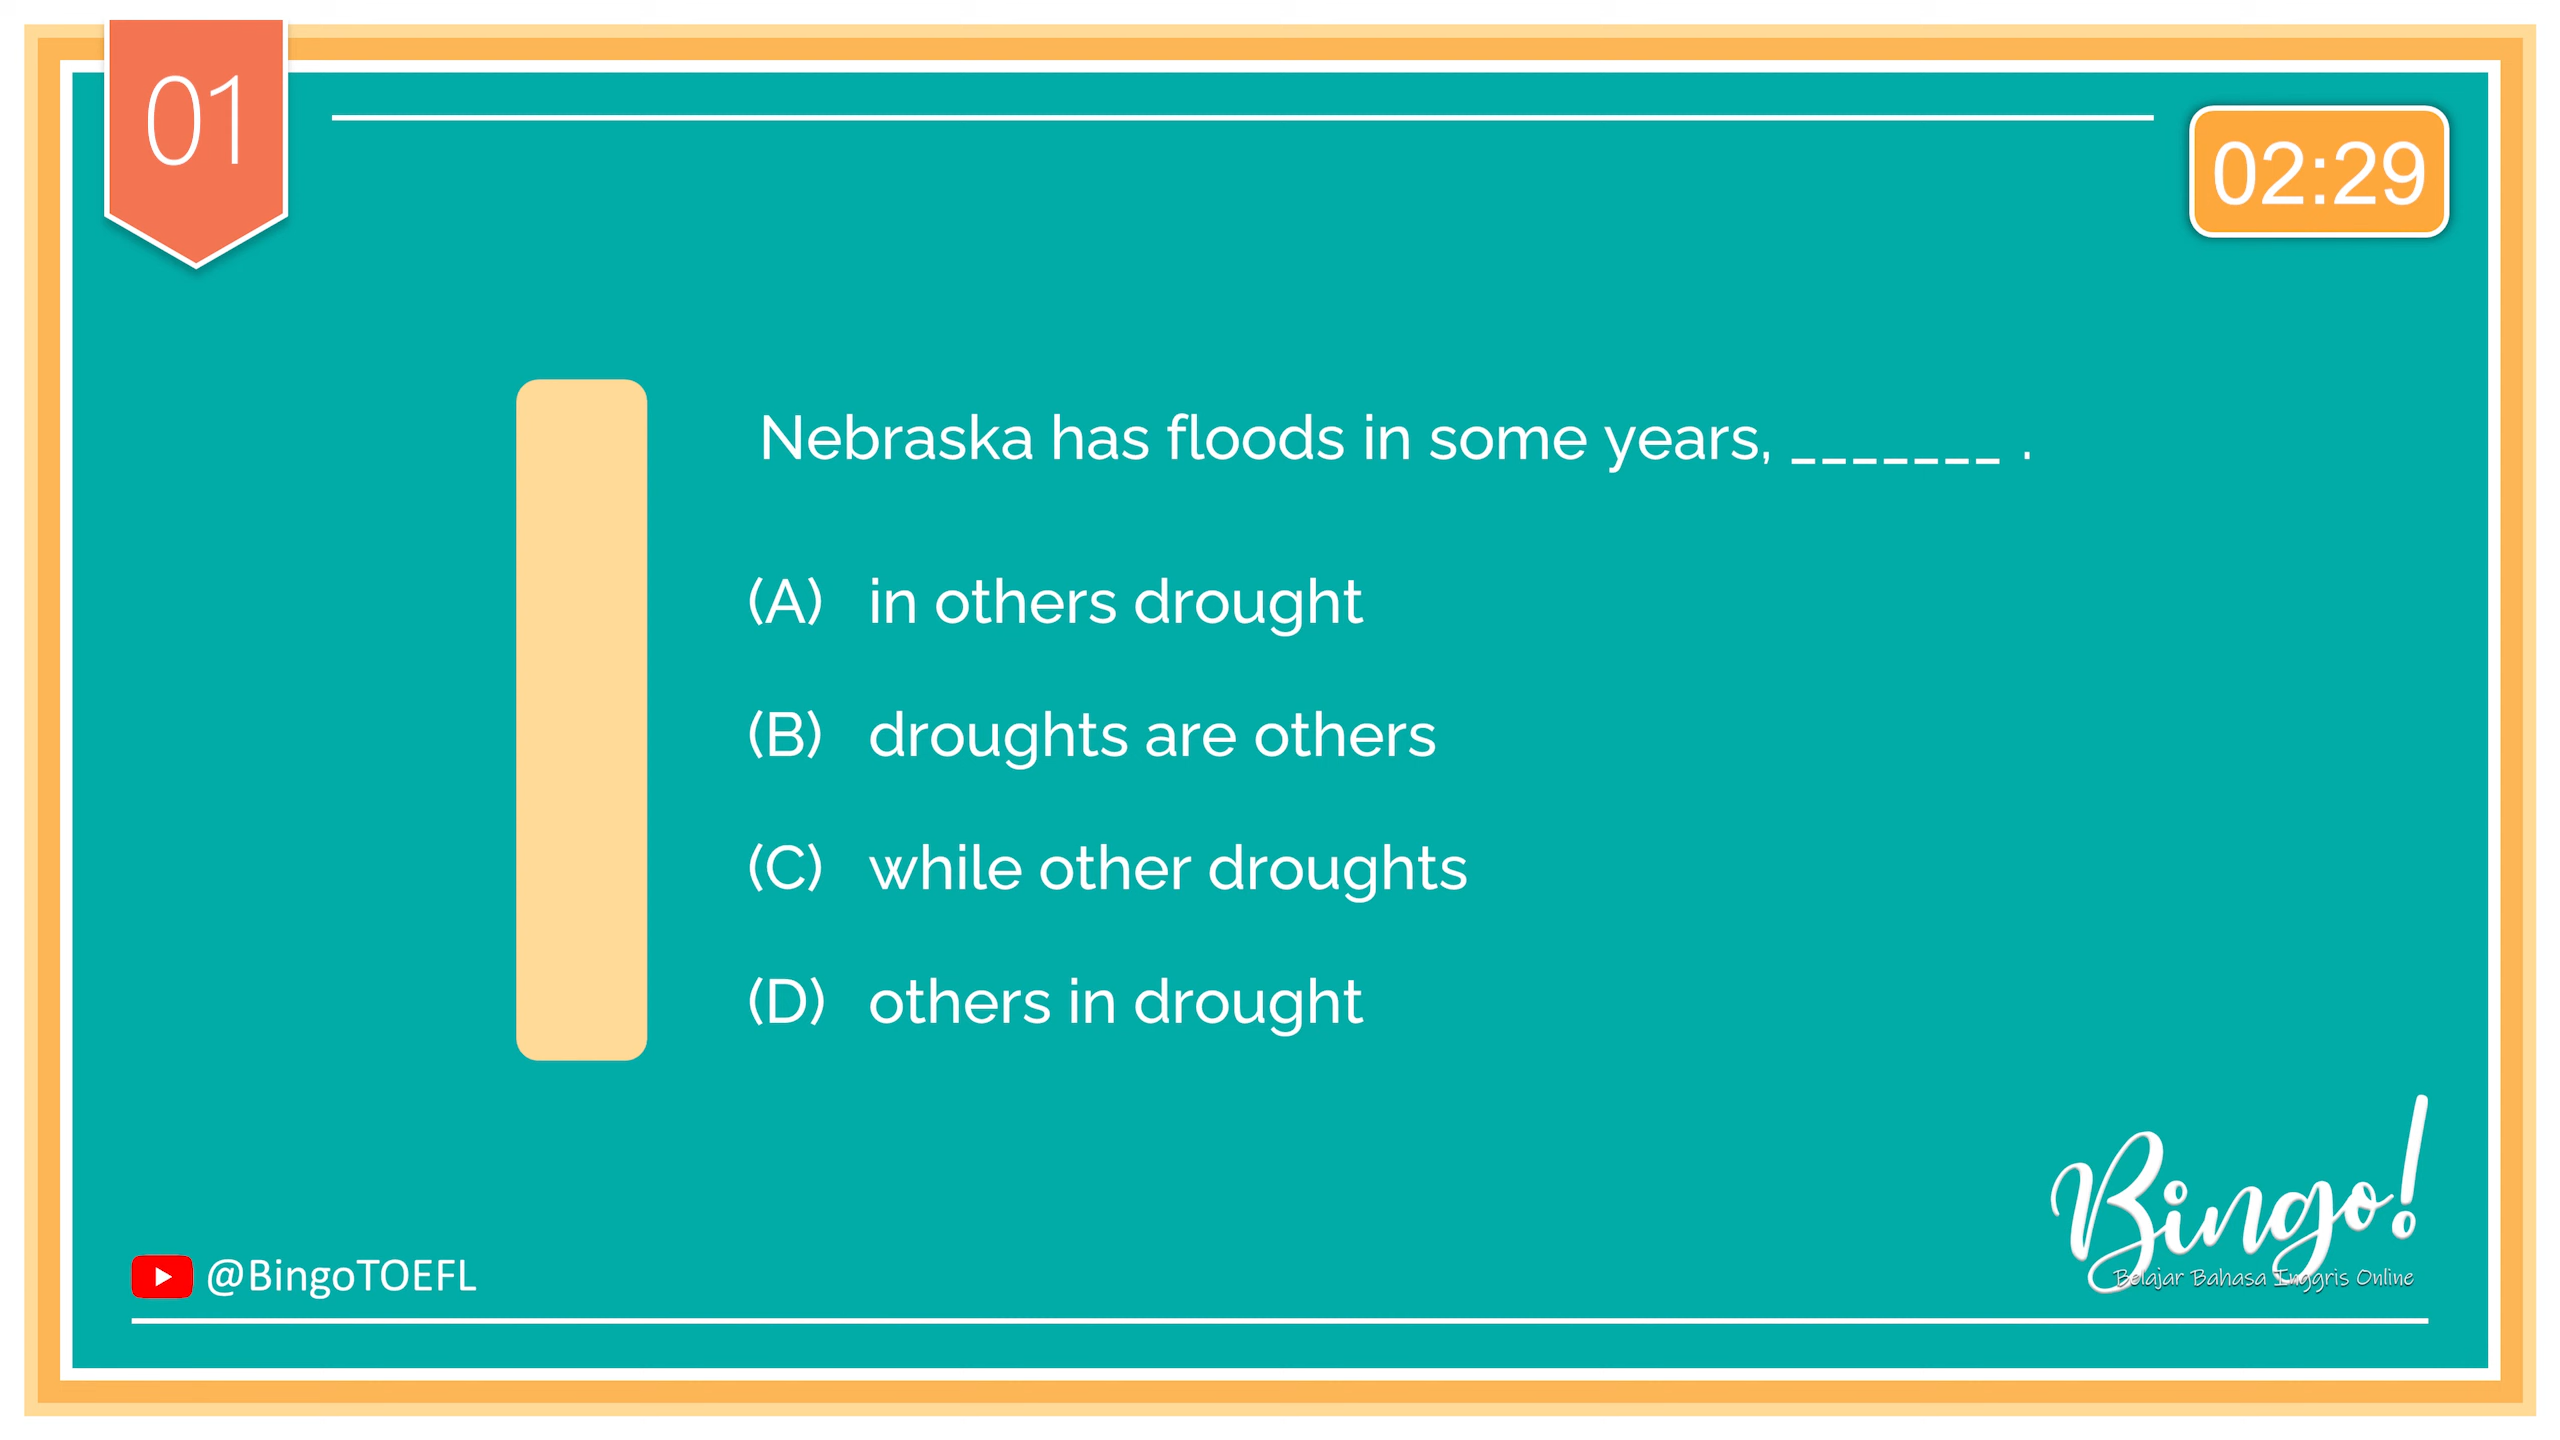 01
02:29
Nebraska has floods in some years, _______ .
(A) in others drought
(B) droughts are others
(C) while other droughts
(D) others in drought
@BingoTOEFL
Bingo!
Belajar Bahasa Inggris Online